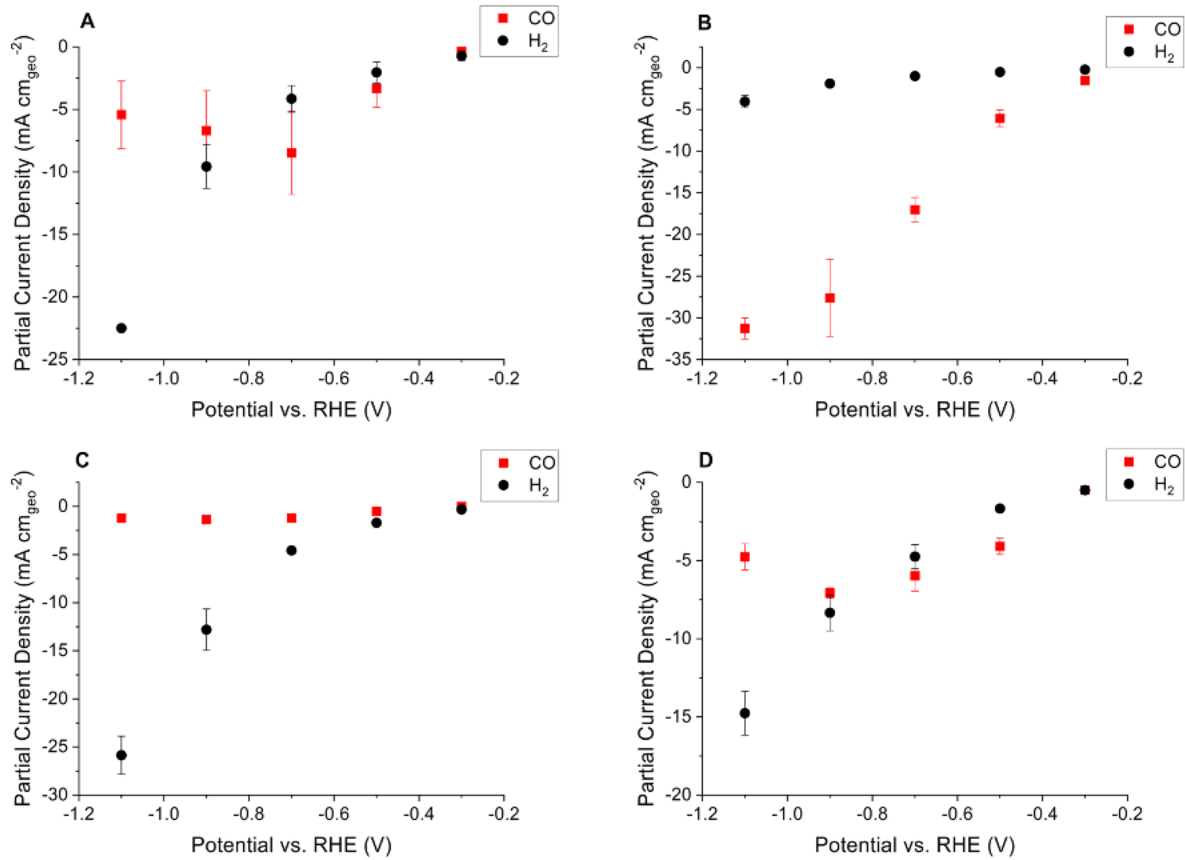 A
CO
H₂
0
-5
-10
-15
-20
-25
-1.2 -1.0 -0.8 -0.6 -0.4 -0.2
Partial Current Density (mA cm_geo⁻²)
Potential vs. RHE (V)
B
CO
H₂
0
-5
-10
-15
-20
-25
-30
-35
-1.2 -1.0 -0.8 -0.6 -0.4 -0.2
Partial Current Density (mA cm_geo⁻²)
Potential vs. RHE (V)
C
CO
H₂
0
-5
-10
-15
-20
-25
-30
-1.2 -1.0 -0.8 -0.6 -0.4 -0.2
Partial Current Density (mA cm_geo⁻²)
Potential vs. RHE (V)
D
CO
H₂
0
-5
-10
-15
-20
-1.2 -1.0 -0.8 -0.6 -0.4 -0.2
Partial Current Density (mA cm_geo⁻²)
Potential vs. RHE (V)